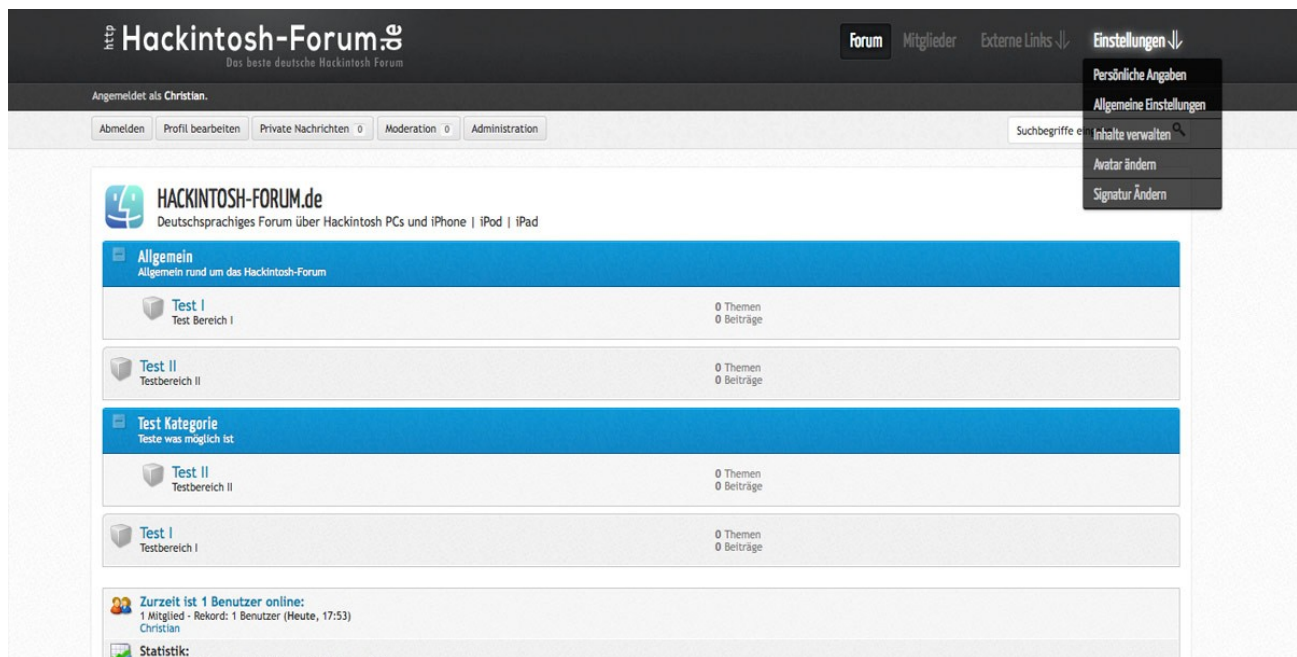 http Hackintosh-Forum.de
Das beste deutsche Hackintosh Forum
Forum Mitglieder Externe Links Einstellungen
Persönliche Angaben
Allgemeine Einstellungen
Inhalte verwalten
Avatar ändern
Signatur Ändern
Angemeldet als Christian.
Abmelden Profil bearbeiten Private Nachrichten 0 Moderation 0 Administration
Suchbegriffe
HACKINTOSH-FORUM.de
Deutschsprachiges Forum über Hackintosh PCs und iPhone | iPod | iPad
Allgemein
Allgemein rund um das Hackintosh-Forum
Test I
Test Bereich I
0 Themen
0 Beiträge
Test II
Testbereich II
0 Themen
0 Beiträge
Test Kategorie
Teste was möglich ist
Test II
Testbereich II
0 Themen
0 Beiträge
Test I
Testbereich I
0 Themen
0 Beiträge
Zurzeit ist 1 Benutzer online:
1 Mitglied - Rekord: 1 Benutzer (Heute, 17:53)
Christian
Statistik: